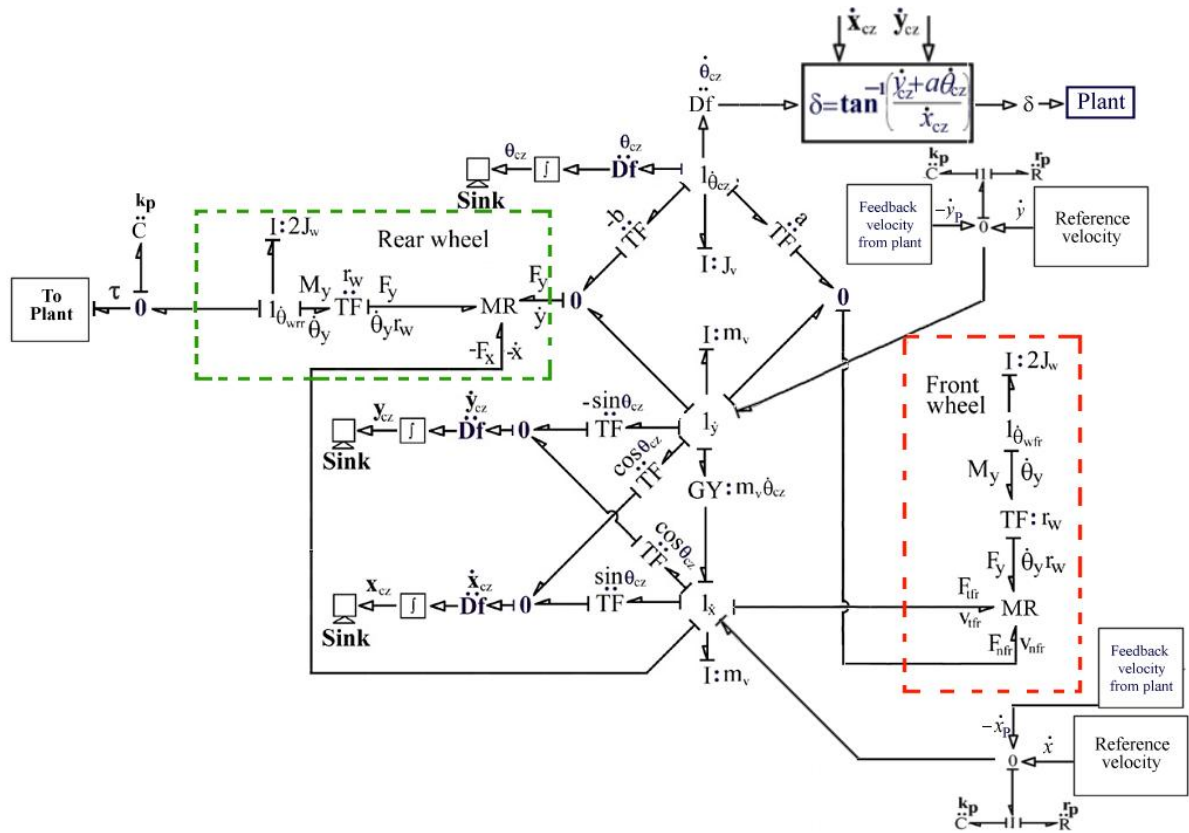 ẋcz ẏcz
θ̇cz
Df
δ=tan⁻¹(ẏcz+aθ̇cz / ẋcz)
δ
Plant
θcz
∫
θ̇cz
Df
1θ̇cz
Sink
kp
C
I:2Jw
Rear wheel
-b
TF
a
TF
I:Jv
kp
C
1
rp
R
Feedback
velocity
from plant
-ẏP
0
ẏ
Reference
velocity
To
Plant
τ
0
1θ̇wrr
My
θ̇y
rw
TF
Fy
θ̇yrw
MR
Fy
ẏ
0
0
-Fx
-ẋ
I:mv
Front
wheel
I:2Jw
1θ̇wfr
My
θ̇y
TF:rw
Fy
θ̇yrw
MR
ycz
∫
ẏcz
Df
0
-sinθcz
TF
1ẏ
Sink
cosθcz
TF
GY:mvθ̇cz
cosθcz
TF
xcz
∫
ẋcz
Df
0
sinθcz
TF
1ẋ
Sink
Ftfr
vtfr
Fnfr
vnfr
I:mv
Feedback
velocity
from plant
-ẋP
0
ẋ
Reference
velocity
kp
C
1
rp
R